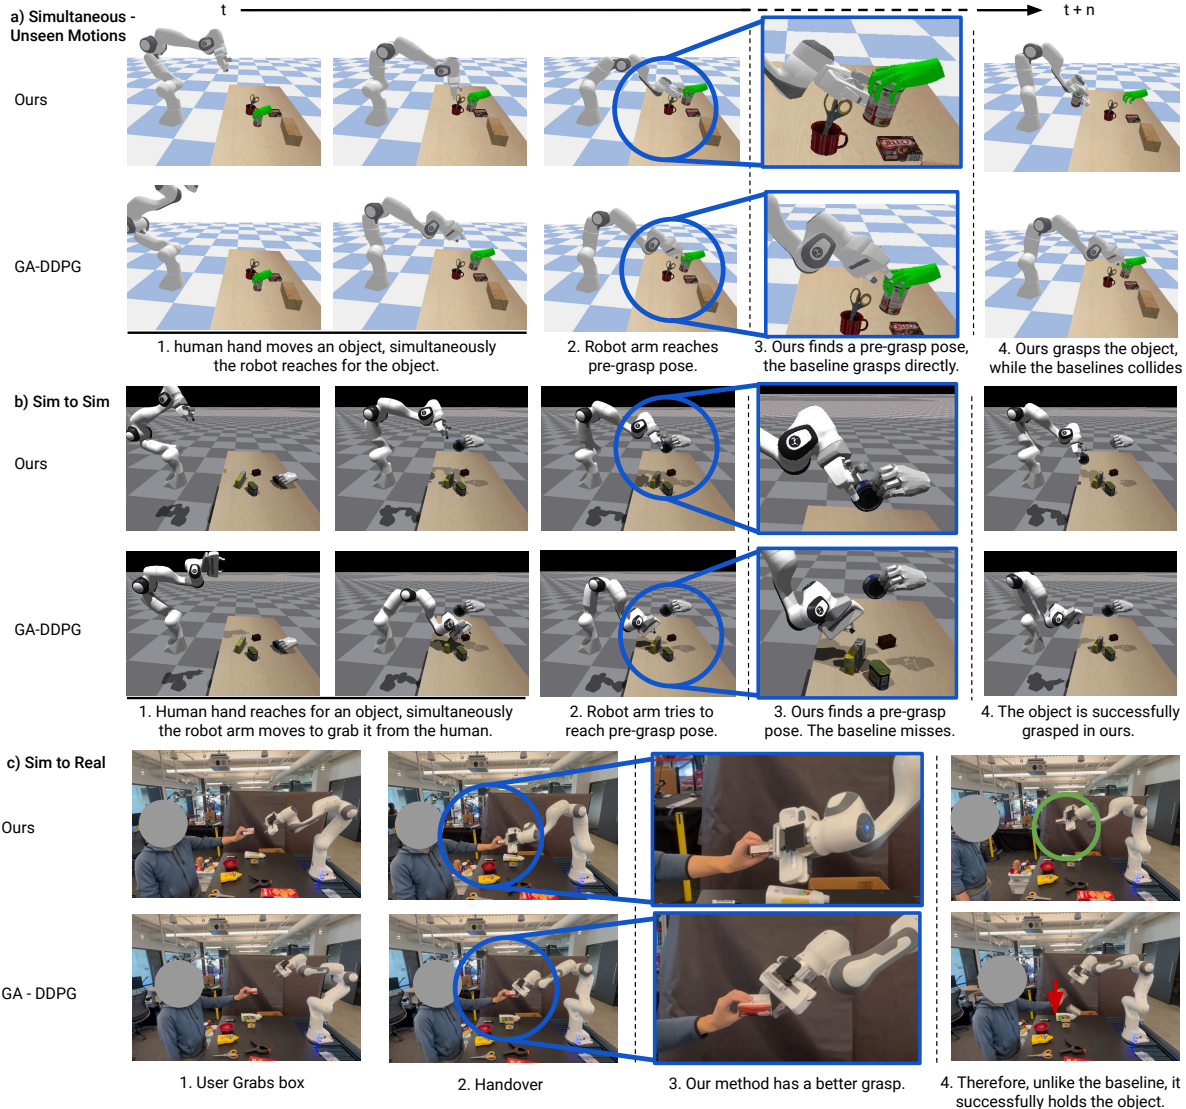 a) Simultaneous -
Unseen Motions
t
t + n
Ours
GA-DDPG
1. human hand moves an object, simultaneously
the robot reaches for the object.
2. Robot arm reaches
pre-grasp pose.
3. Ours finds a pre-grasp pose,
the baseline grasps directly.
4. Ours grasps the object,
while the baselines collides
b) Sim to Sim
Ours
GA-DDPG
1. Human hand reaches for an object, simultaneously
the robot arm moves to grab it from the human.
2. Robot arm tries to
reach pre-grasp pose.
3. Ours finds a pre-grasp
pose. The baseline misses.
4. The object is successfully
grasped in ours.
c) Sim to Real
Ours
GA - DDPG
1. User Grabs box
2. Handover
3. Our method has a better grasp.
4. Therefore, unlike the baseline, it
successfully holds the object.